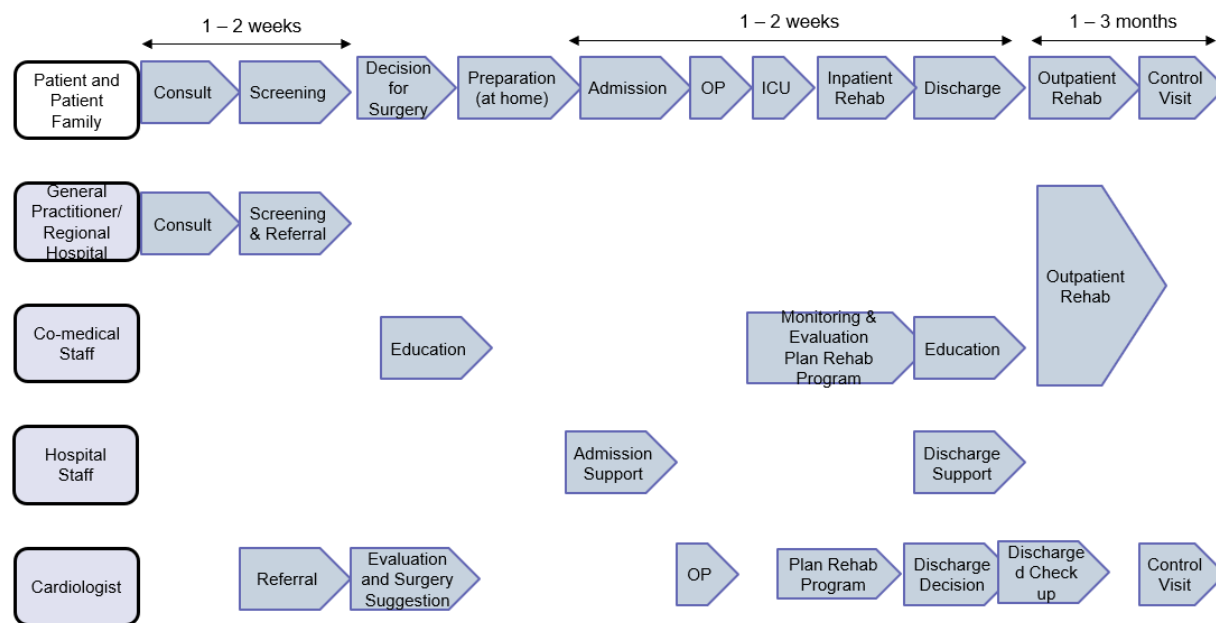 1 – 2 weeks
1 – 2 weeks
1 – 3 months
Patient and
Patient
Family
Consult
Screening
Decision
for
Surgery
Preparation
(at home)
Admission
OP
ICU
Inpatient
Rehab
Discharge
Outpatient
Rehab
Control
Visit
General
Practitioner/
Regional
Hospital
Consult
Screening
& Referral
Outpatient
Rehab
Co-medical
Staff
Education
Monitoring &
Evaluation
Plan Rehab
Program
Education
Hospital
Staff
Admission
Support
Discharge
Support
Cardiologist
Referral
Evaluation
and Surgery
Suggestion
OP
Plan Rehab
Program
Discharge
Decision
Discharge
d Check
up
Control
Visit